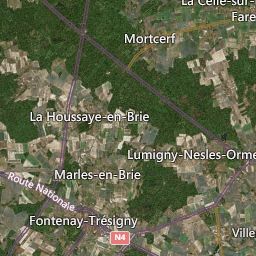 La Celle-sur-
Fare
Mortcerf
La Houssaye-en-Brie
Lumigny-Nesles-Orme
Marles-en-Brie
Route Nationale
Fontenay-Trésigny
N4
Ville